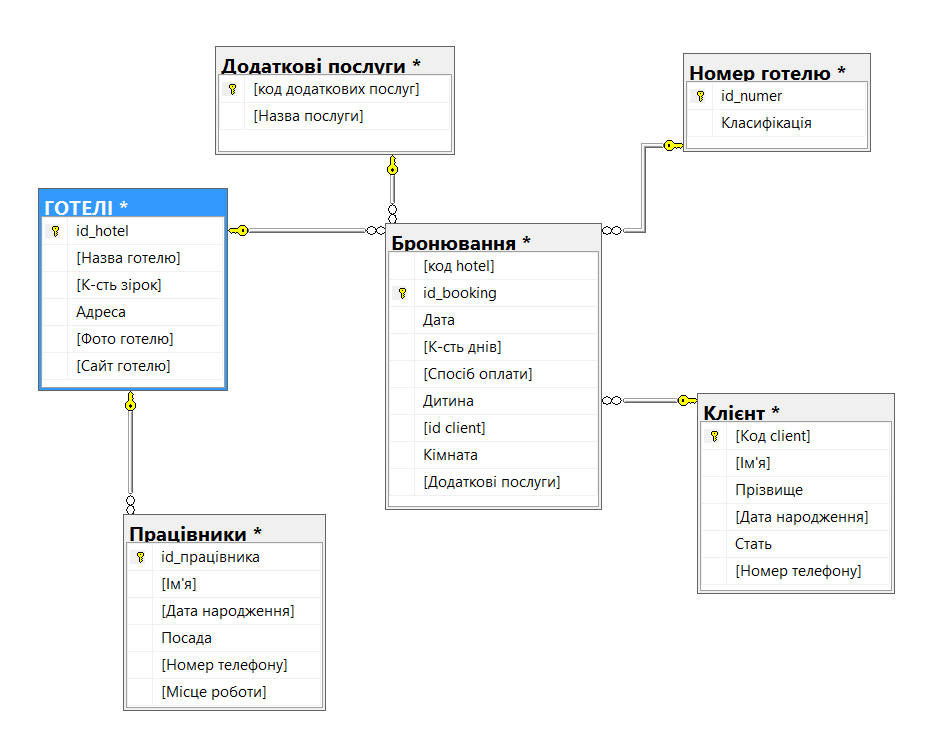 Додаткові послуги *
[код додаткових послуг]
[Назва послуги]
Номер готелю *
id_numer
Класифікація
ГОТЕЛІ *
id_hotel
[Назва готелю]
[К-сть зірок]
Адреса
[Фото готелю]
[Сайт готелю]
Бронювання *
[код hotel]
id_booking
Дата
[К-сть днів]
[Спосіб оплати]
Дитина
[id client]
Кімната
[Додаткові послуги]
Клієнт *
[Код client]
[Ім'я]
Прізвище
[Дата народження]
Стать
[Номер телефону]
Працівники *
id_працівника
[Ім'я]
[Дата народження]
Посада
[Номер телефону]
[Місце роботи]